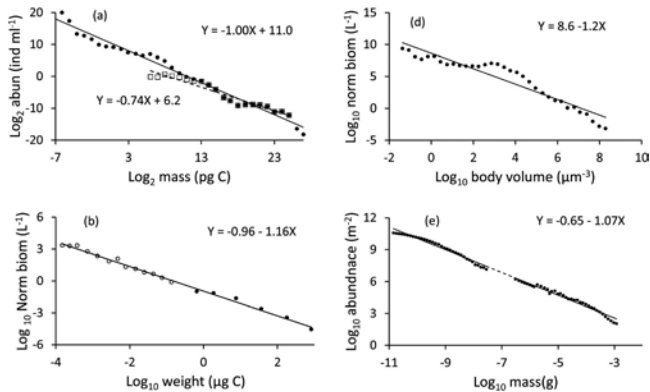 (a)
Y = -1.00X + 11.0
Y = -0.74X + 6.2
Log2 abun (ind ml-1)
20
10
0
-10
-20
-7
3
13
23
Log2 mass (pg C)
(d)
Y = 8.6 -1.2X
Log10 norm biom (L-1)
15
10
5
0
-5
-2
0
2
4
6
8
10
Log10 body volume (µm-3)
(b)
Y = -0.96 - 1.16X
Log 10 Norm biom (L-1)
6
3
0
-3
-6
-4
-2
0
2
Log10 weight (µg C)
(e)
Y = -0.65 - 1.07X
Log10 abundnace (m-2)
12
9
6
3
0
-11
-9
-7
-5
-3
Log10 mass(g)